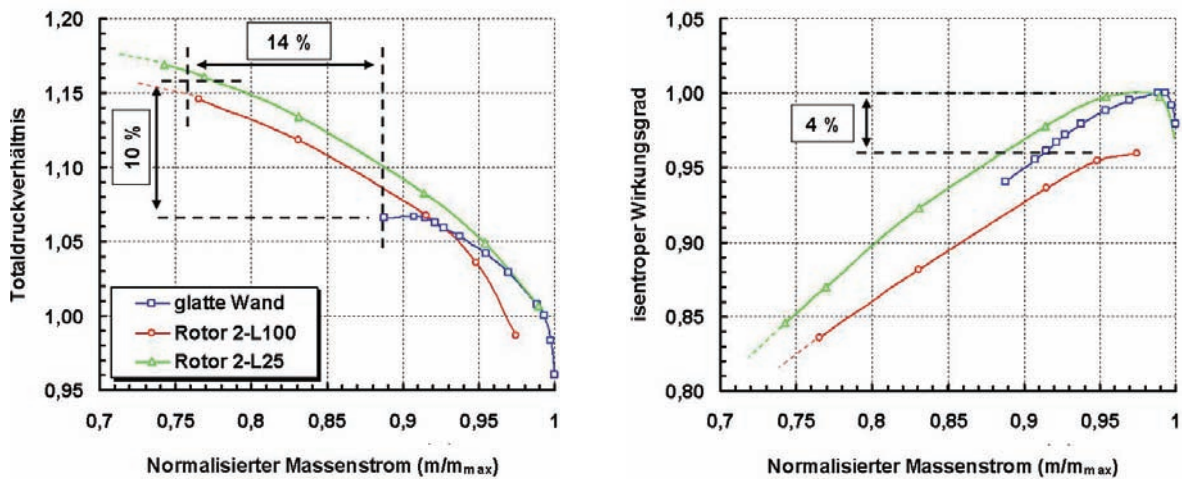 1,20
1,15
1,10
1,05
1,00
0,95
Totaldruckverhältnis
14 %
10 %
glatte Wand
Rotor 2-L100
Rotor 2-L25
0,7 0,75 0,8 0,85 0,9 0,95 1
Normalisierter Massenstrom (m/mmax)
1,05
1,00
0,95
0,90
0,85
0,80
isentroper Wirkungsgrad
4 %
0,7 0,75 0,8 0,85 0,9 0,95 1
Normalisierter Massenstrom (m/mmax)